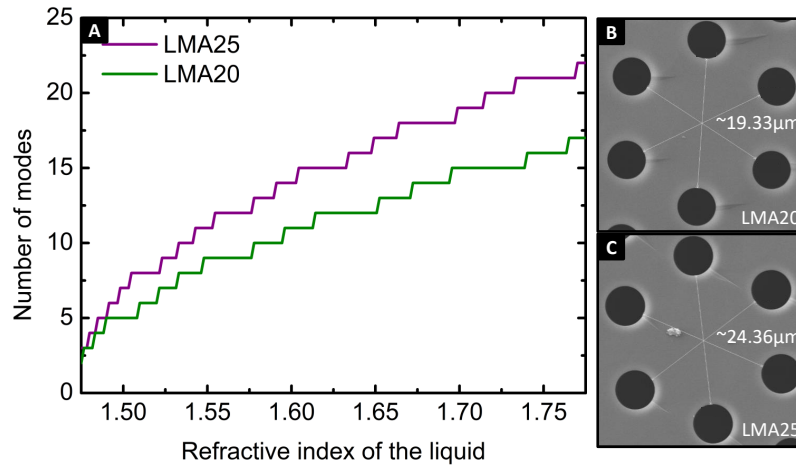 A
LMA25
LMA20
25
20
15
10
5
0
Number of modes
1.50
1.55
1.60
1.65
1.70
1.75
Refractive index of the liquid
B
~19.33µm
LMA20
C
~24.36µm
LMA25